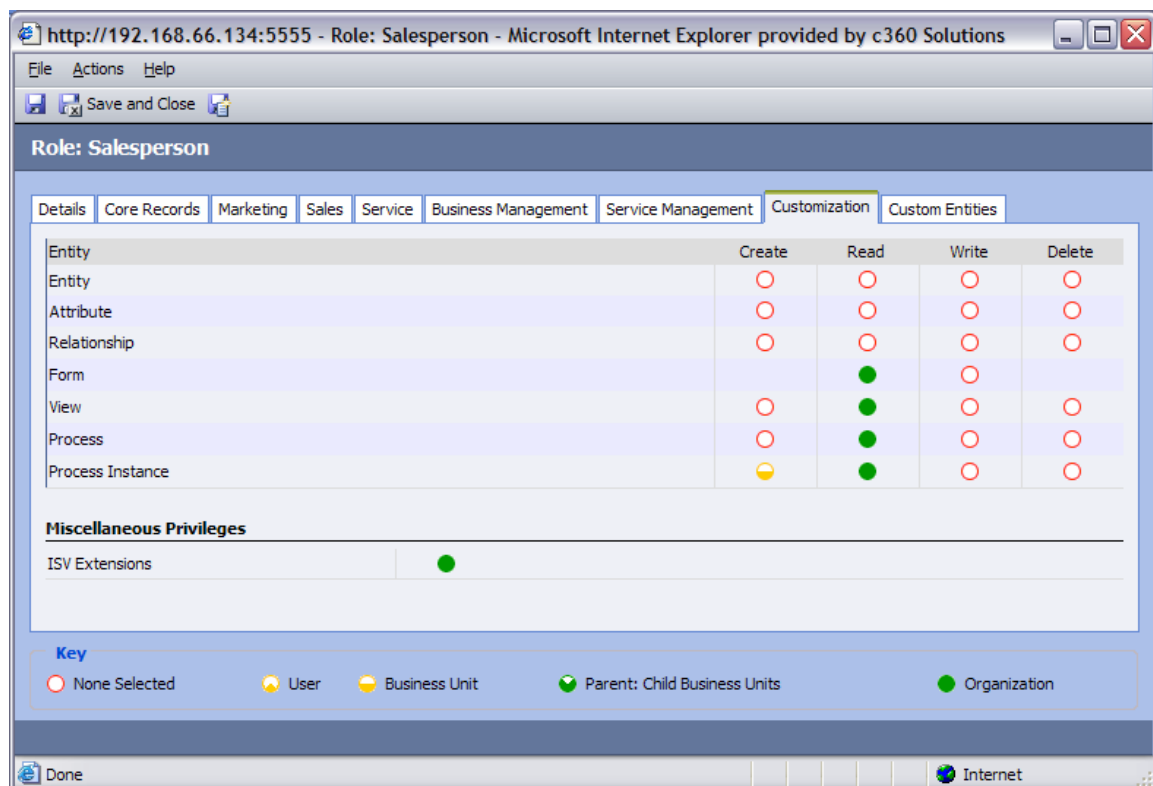 http://192.168.66.134:5555 - Role: Salesperson - Microsoft Internet Explorer provided by c360 Solutions
File Actions Help
Save and Close
Role: Salesperson
Details Core Records Marketing Sales Service Business Management Service Management Customization Custom Entities
Entity Create Read Write Delete
Entity
Attribute
Relationship
Form
View
Process
Process Instance
Miscellaneous Privileges
ISV Extensions
Key
None Selected User Business Unit Parent: Child Business Units Organization
Done Internet